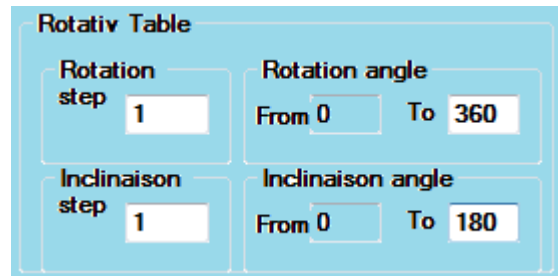 Rotativ Table
Rotation step 1
Rotation angle
From 0 To 360
Inclinaison step 1
Inclinaison angle
From 0 To 180